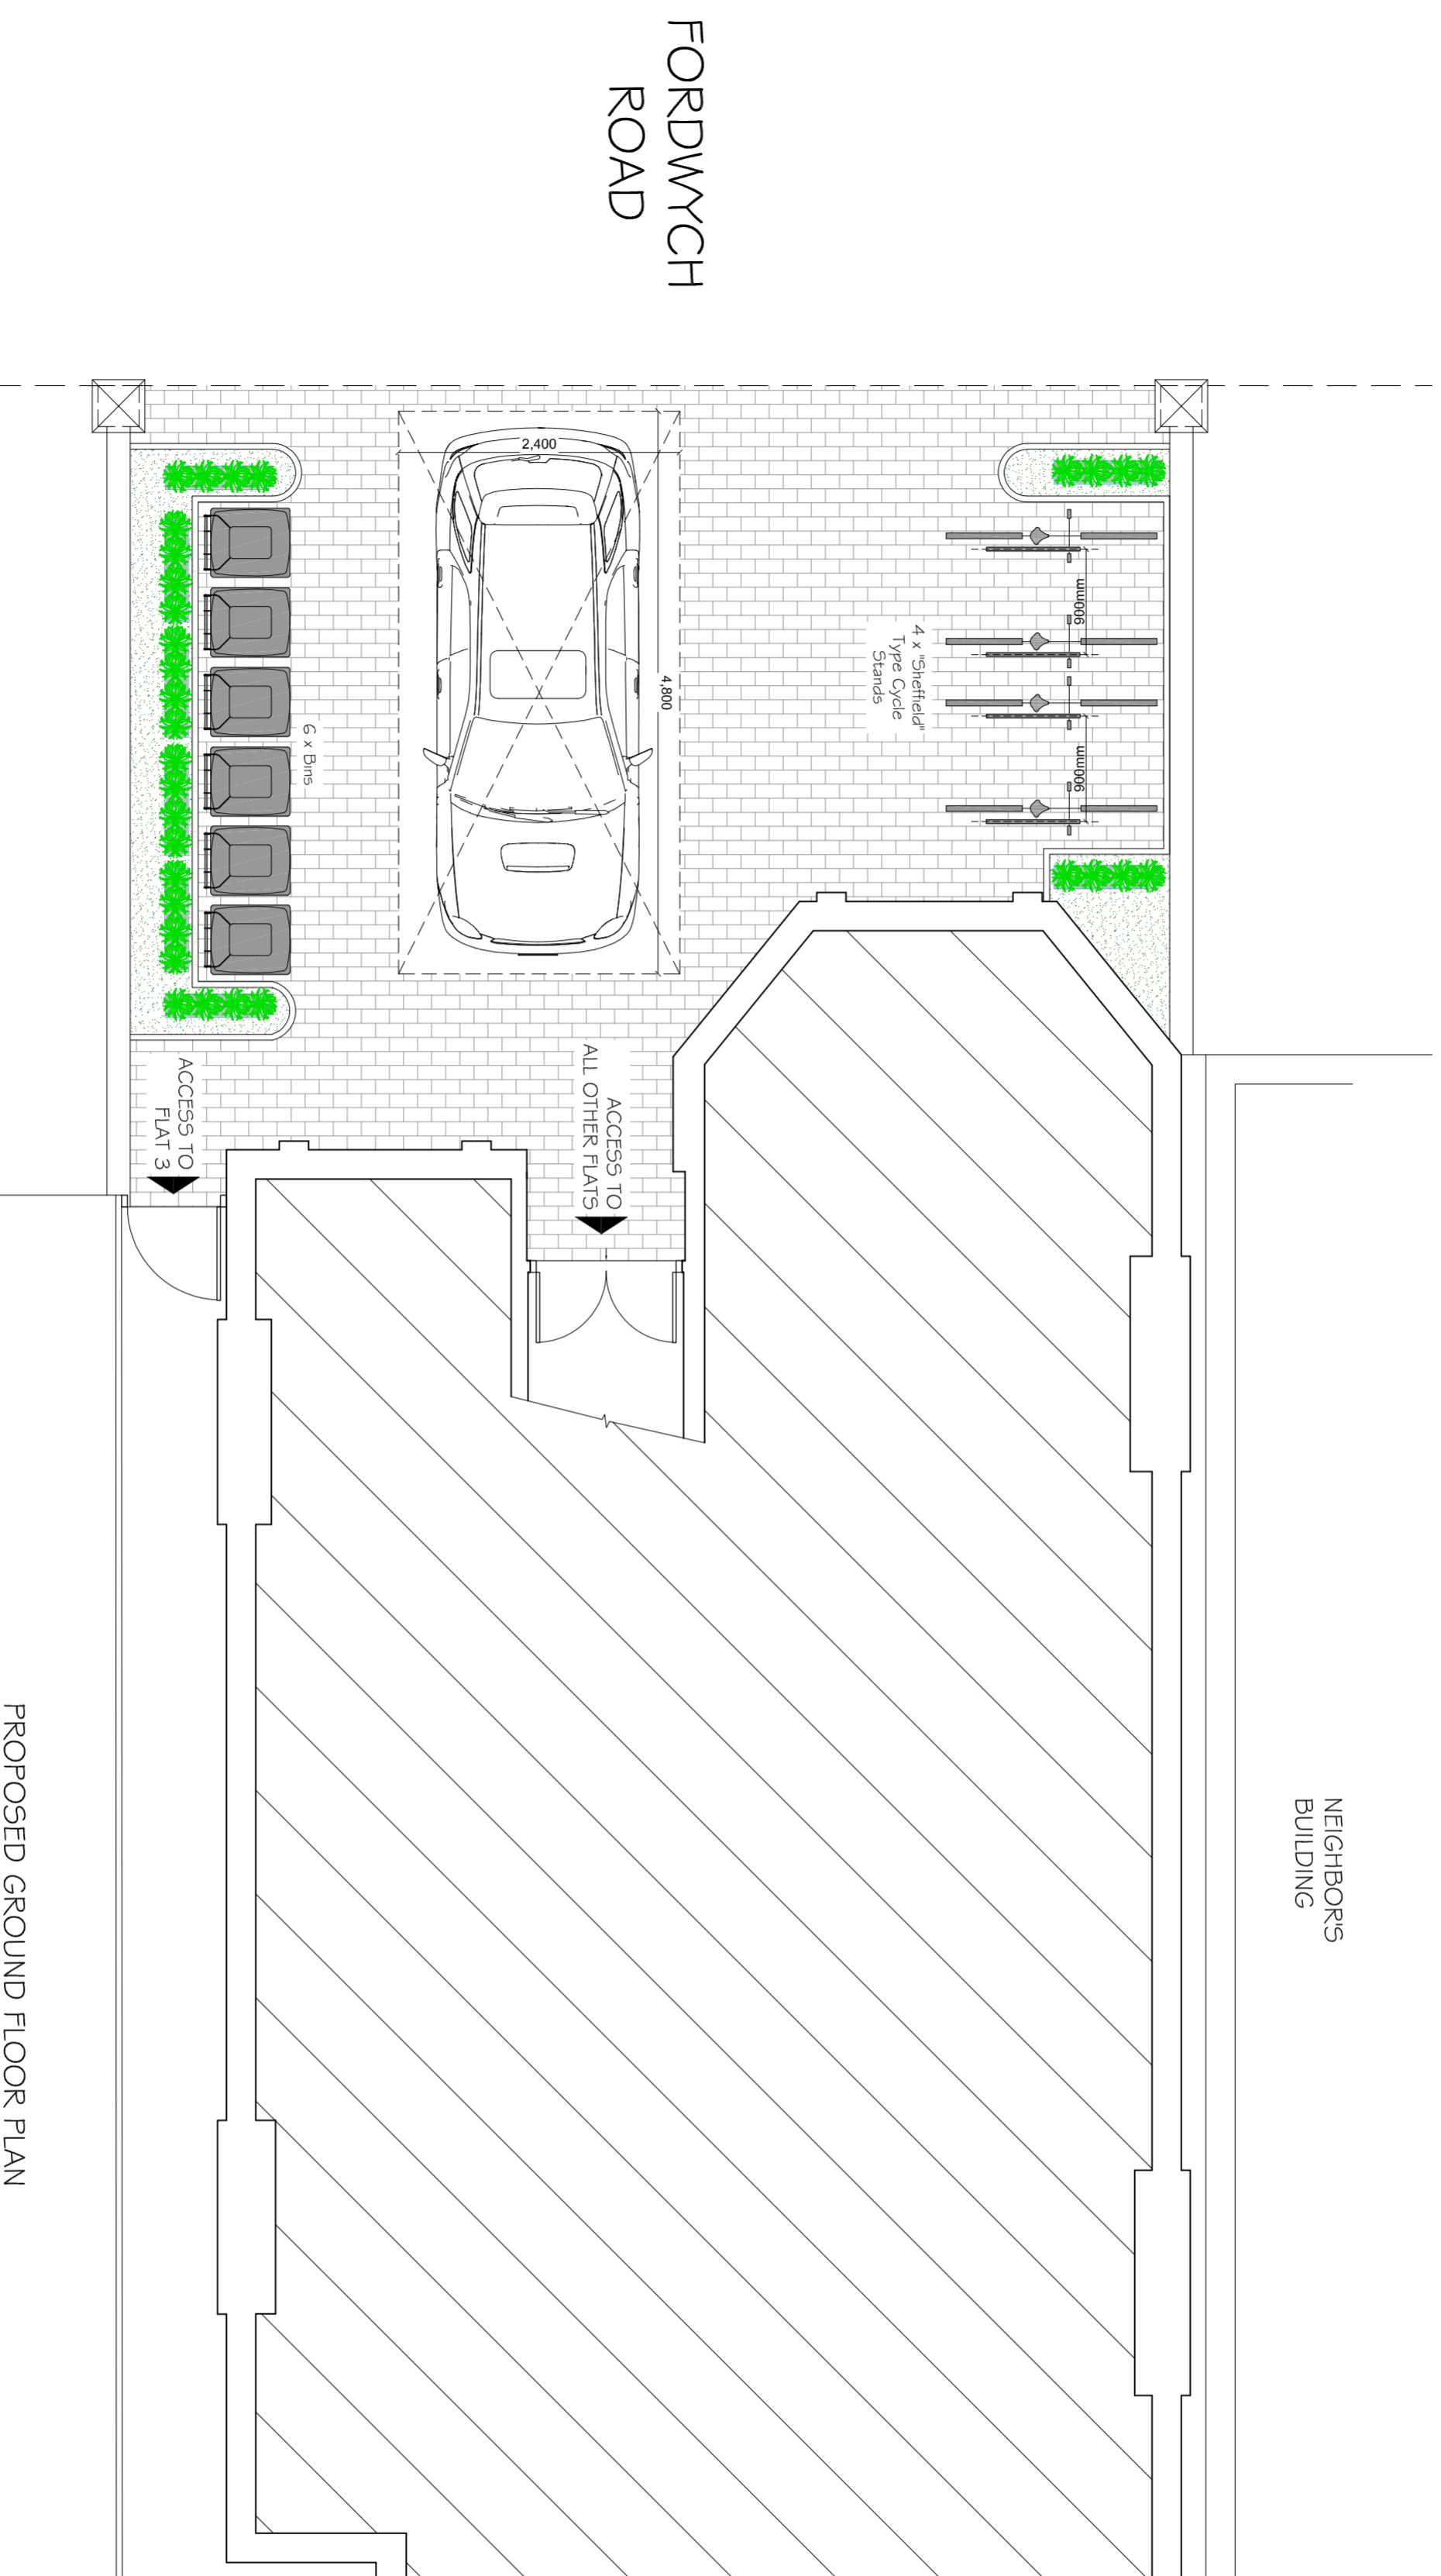 FORDWYCH
ROAD
2,400
4,800
900mm
900mm
4 x "Sheffield"
Type Cycle
Stands
6 x Bins
ACCESS TO
FLAT 3
ACCESS TO
ALL OTHER FLATS
NEIGHBOR'S
BUILDING
PROPOSED GROUND FLOOR PLAN